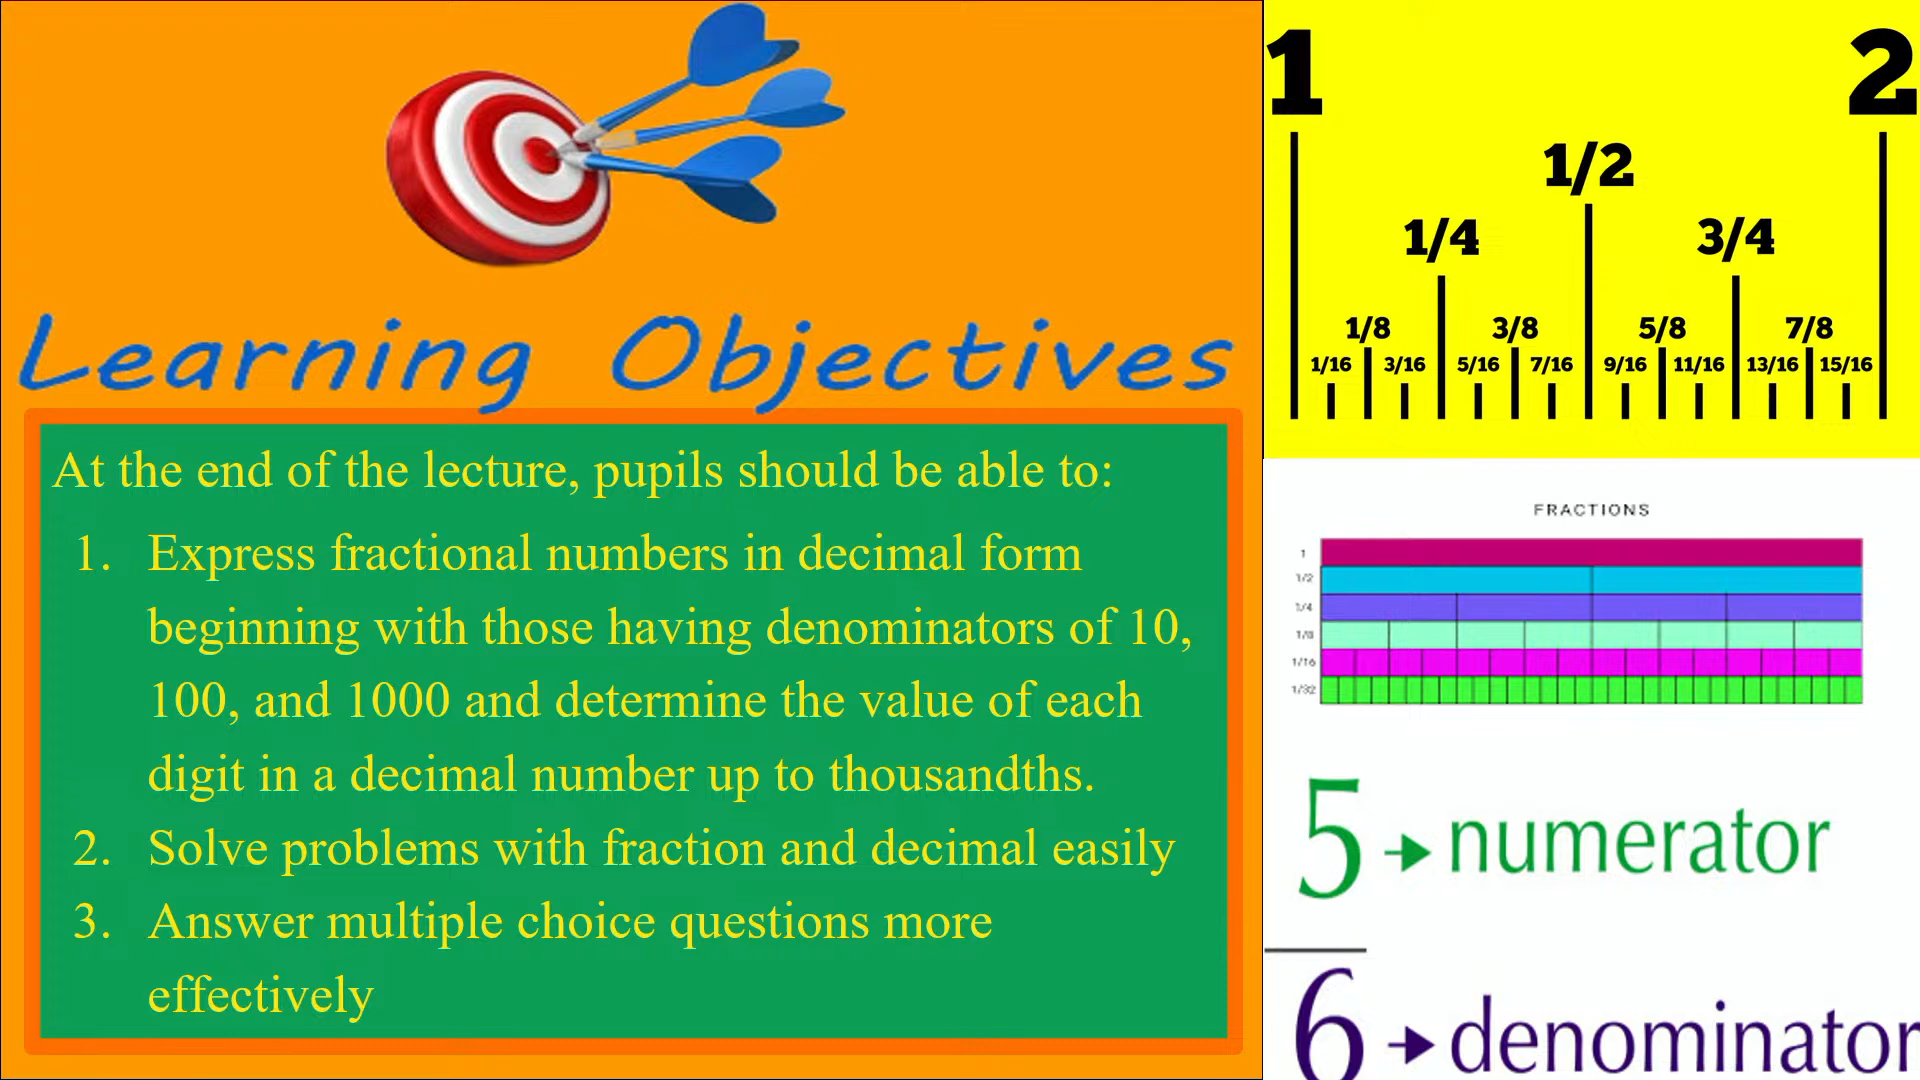 Learning Objectives
At the end of the lecture, pupils should be able to:
1. Express fractional numbers in decimal form
beginning with those having denominators of 10,
100, and 1000 and determine the value of each
digit in a decimal number up to thousandths.
2. Solve problems with fraction and decimal easily
3. Answer multiple choice questions more
effectively
1 2
1/2
1/4 3/4
1/8 3/8 5/8 7/8
1/16 3/16 5/16 7/16 9/16 11/16 13/16 15/16
FRACTIONS
1
1/2
1/4
1/8
1/16
1/32
5 → numerator
6 → denominator